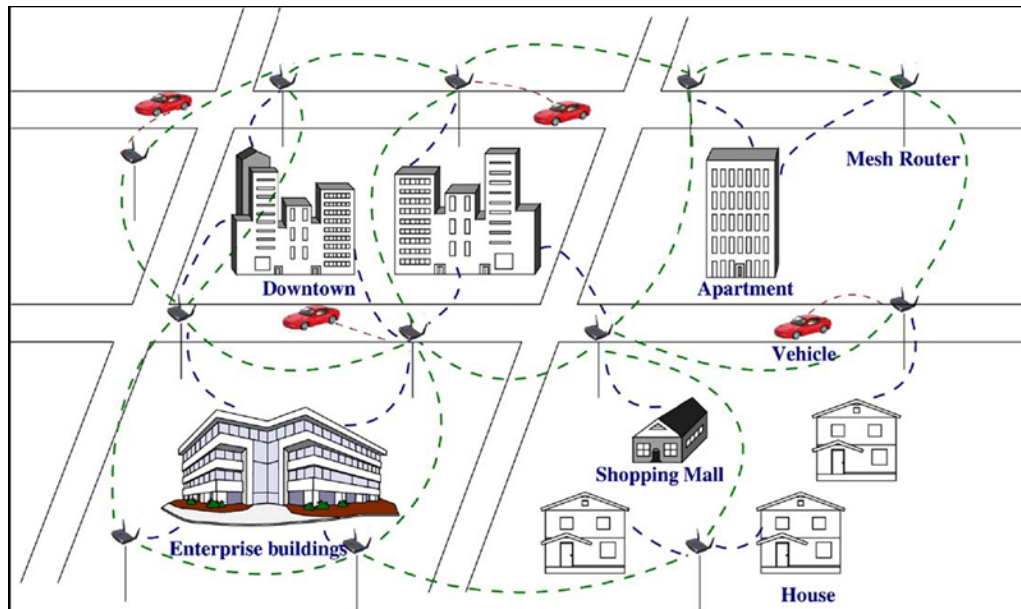 Mesh Router
Downtown
Apartment
Vehicle
Shopping Mall
Enterprise buildings
House